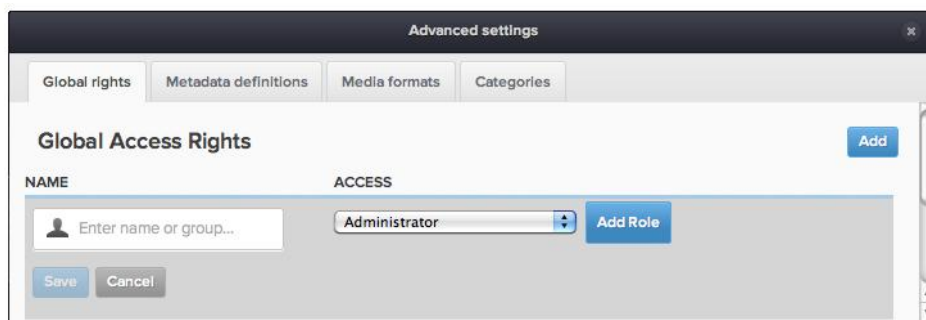 Advanced settings
Global rights
Metadata definitions
Media formats
Categories
Global Access Rights
Add
NAME
ACCESS
Enter name or group...
Administrator
Add Role
Save
Cancel